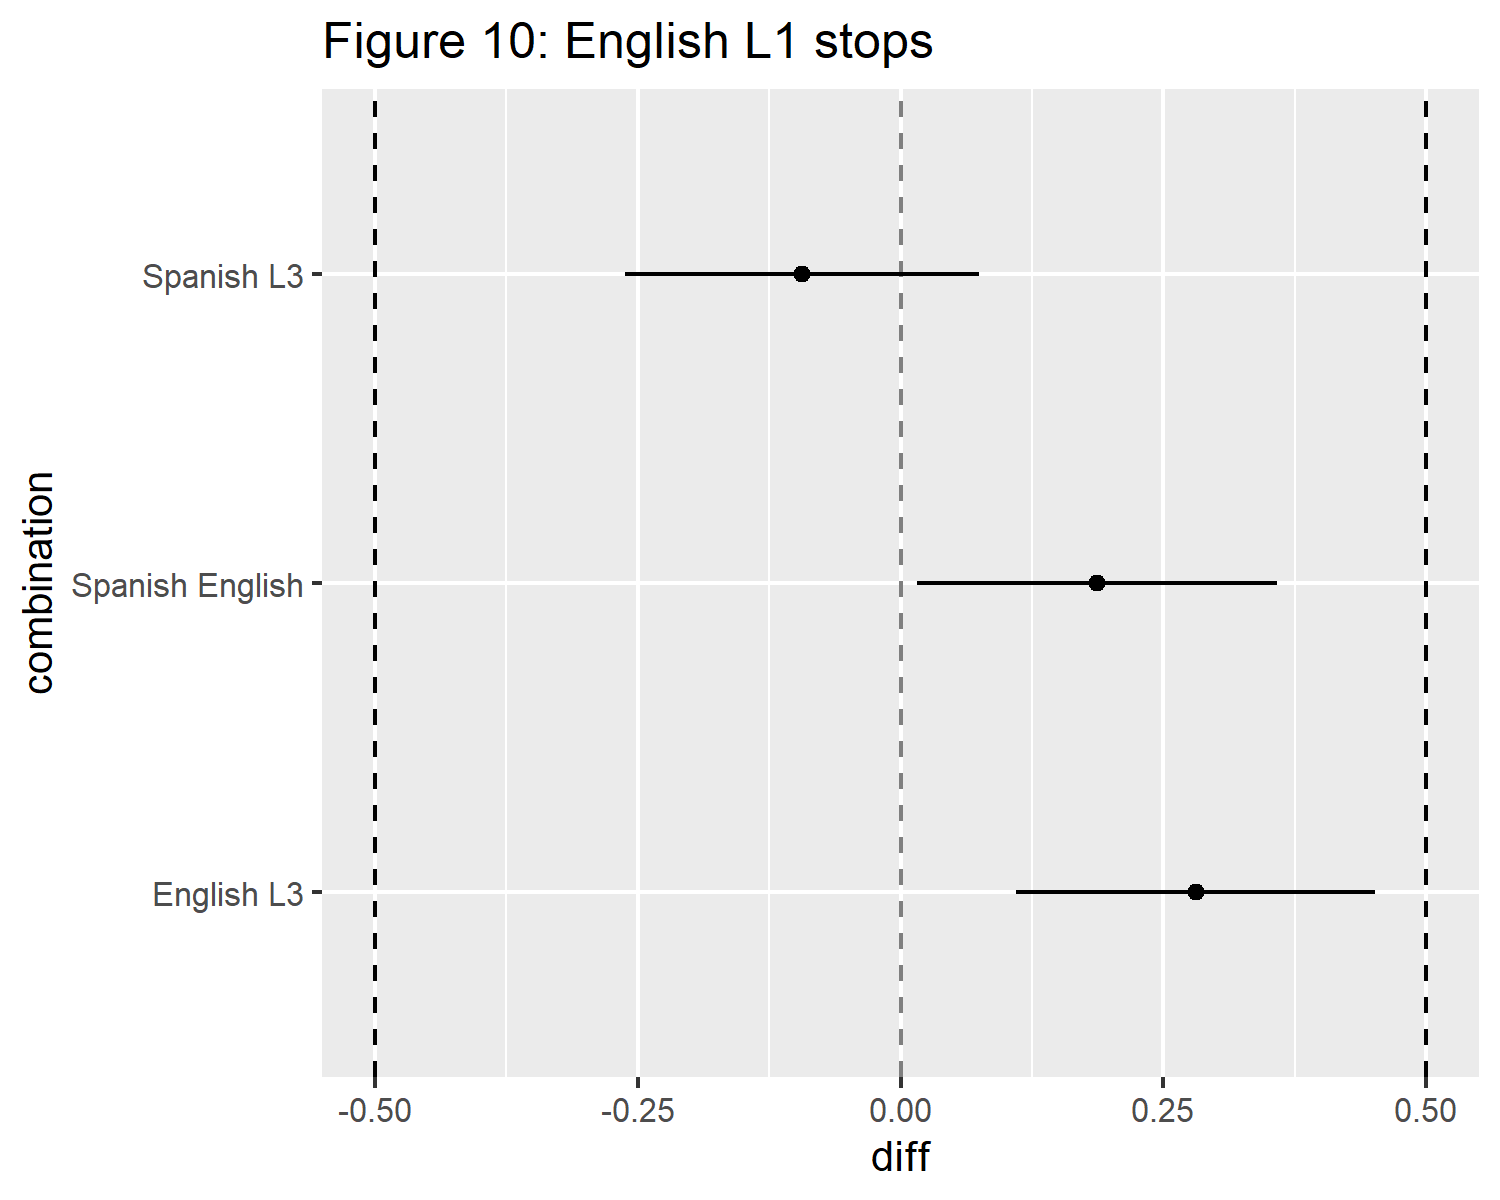 Figure 10: English L1 stops
combination
Spanish L3
Spanish English
English L3
-0.50
-0.25
0.00
0.25
0.50
diff